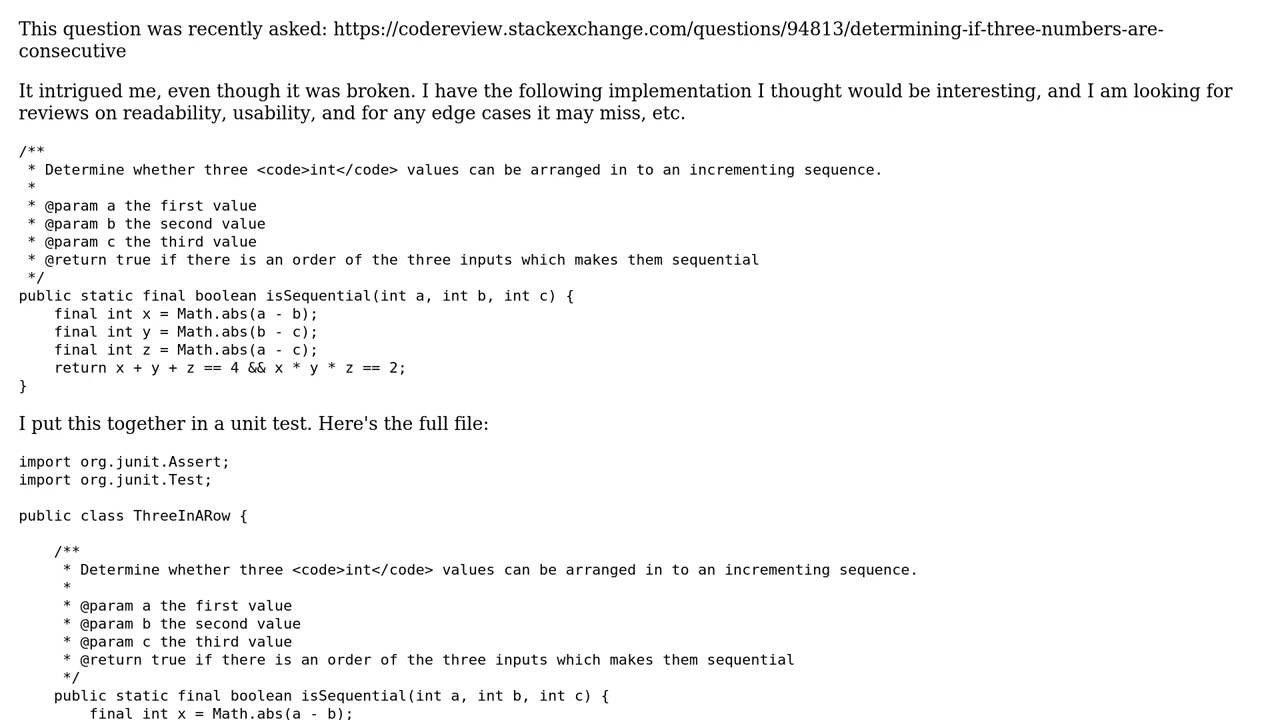 This question was recently asked: https://codereview.stackexchange.com/questions/94813/determining-if-three-numbers-are-
consecutive
It intrigued me, even though it was broken. I have the following implementation I thought would be interesting, and I am looking for
reviews on readability, usability, and for any edge cases it may miss, etc.
/**
 * Determine whether three <code>int</code> values can be arranged in to an incrementing sequence.
 *
 * @param a the first value
 * @param b the second value
 * @param c the third value
 * @return true if there is an order of the three inputs which makes them sequential
 */
public static final boolean isSequential(int a, int b, int c) {
    final int x = Math.abs(a - b);
    final int y = Math.abs(b - c);
    final int z = Math.abs(a - c);
    return x + y + z == 4 && x * y * z == 2;
}
I put this together in a unit test. Here's the full file:
import org.junit.Assert;
import org.junit.Test;
public class ThreeInARow {
    /**
     * Determine whether three <code>int</code> values can be arranged in to an incrementing sequence.
     *
     * @param a the first value
     * @param b the second value
     * @param c the third value
     * @return true if there is an order of the three inputs which makes them sequential
     */
    public static final boolean isSequential(int a, int b, int c) {
        final int x = Math.abs(a - b);